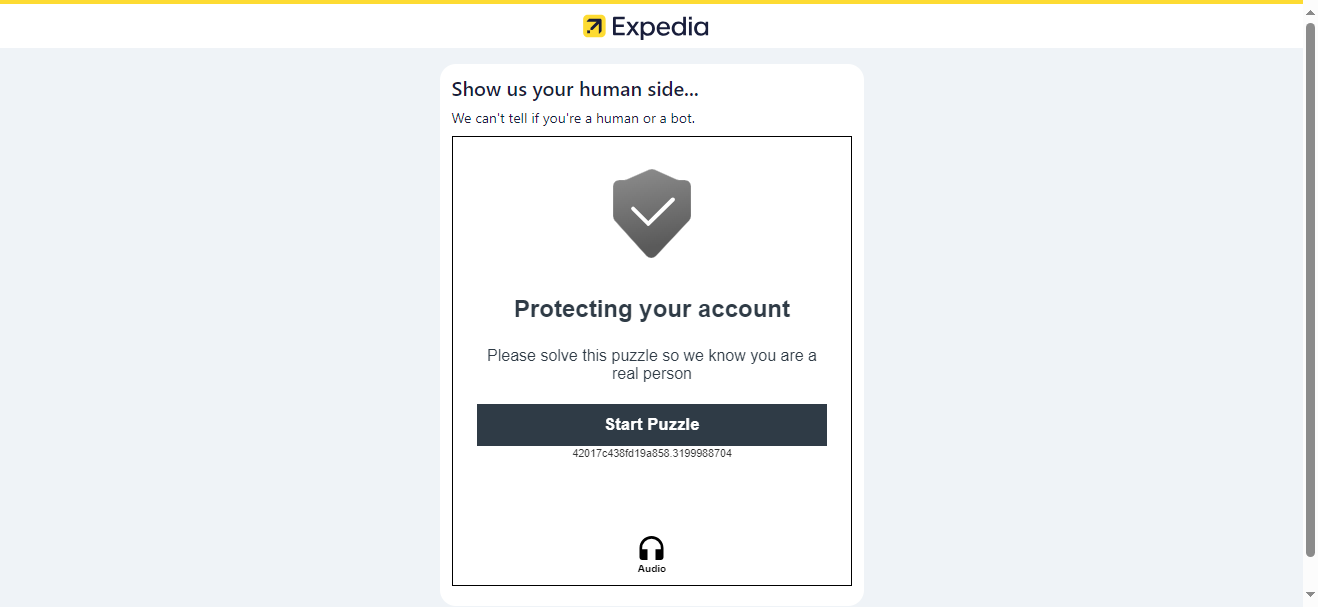 Expedia
Show us your human side...
We can't tell if you're a human or a bot.
Protecting your account
Please solve this puzzle so we know you are a
real person
Start Puzzle
42017c438fd19a858.3199988704
Audio